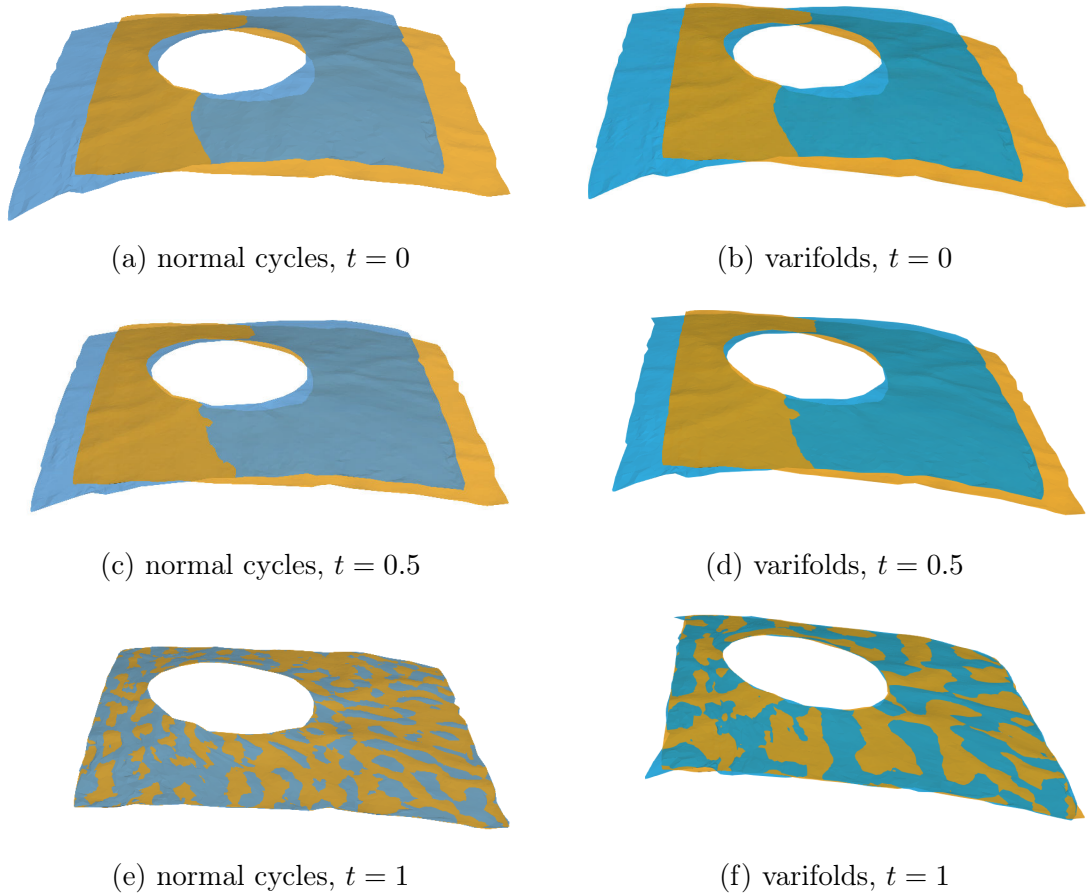 (a) normal cycles, t = 0
(b) varifolds, t = 0
(c) normal cycles, t = 0.5
(d) varifolds, t = 0.5
(e) normal cycles, t = 1
(f) varifolds, t = 1